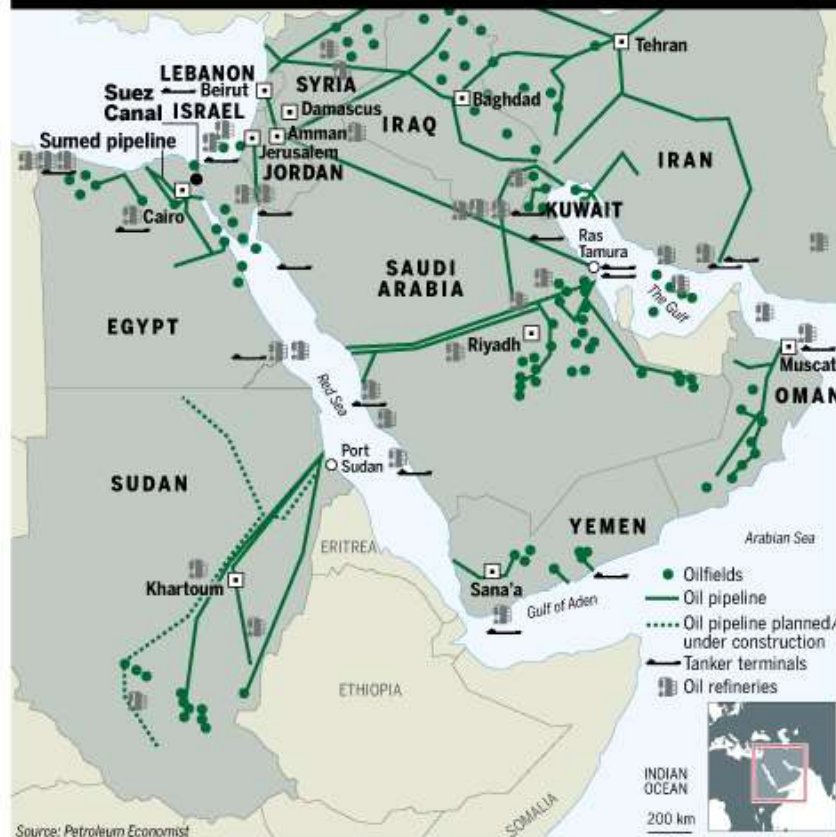 LEBANON
Beirut
SYRIA
Tehran
Suez
Canal
ISRAEL
Damascus
IRAQ
Baghdad
Sumed pipeline
Amman
Jerusalem
JORDAN
IRAN
Cairo
KUWAIT
Ras
Tamura
SAUDI
ARABIA
The Gulf
EGYPT
Riyadh
Muscat
Red Sea
OMAN
Port
Sudan
SUDAN
YEMEN
Arabian Sea
ERITREA
Khartoum
Sana'a
Gulf of Aden
Oilfields
Oil pipeline
Oil pipeline planned/
under construction
Tanker terminals
Oil refineries
ETHIOPIA
INDIAN
OCEAN
SOMALIA
200 km
Source: Petroleum Economist